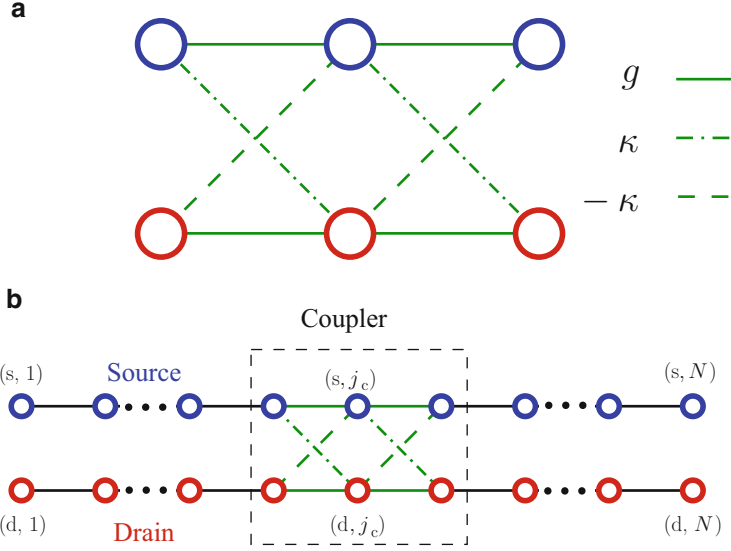 a
g
κ
− κ
b
Coupler
(s, 1) Source (s, j_c) (s, N)
(d, 1) Drain (d, j_c) (d, N)